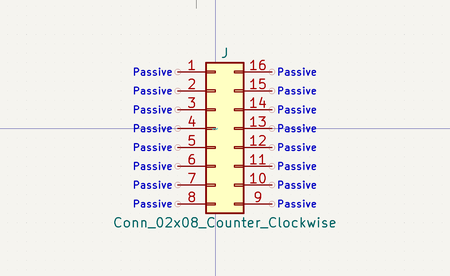 J
Passive 1 16 Passive
Passive 2 15 Passive
Passive 3 14 Passive
Passive 4 13 Passive
Passive 5 12 Passive
Passive 6 11 Passive
Passive 7 10 Passive
Passive 8 9 Passive
Conn_02x08_Counter_Clockwise